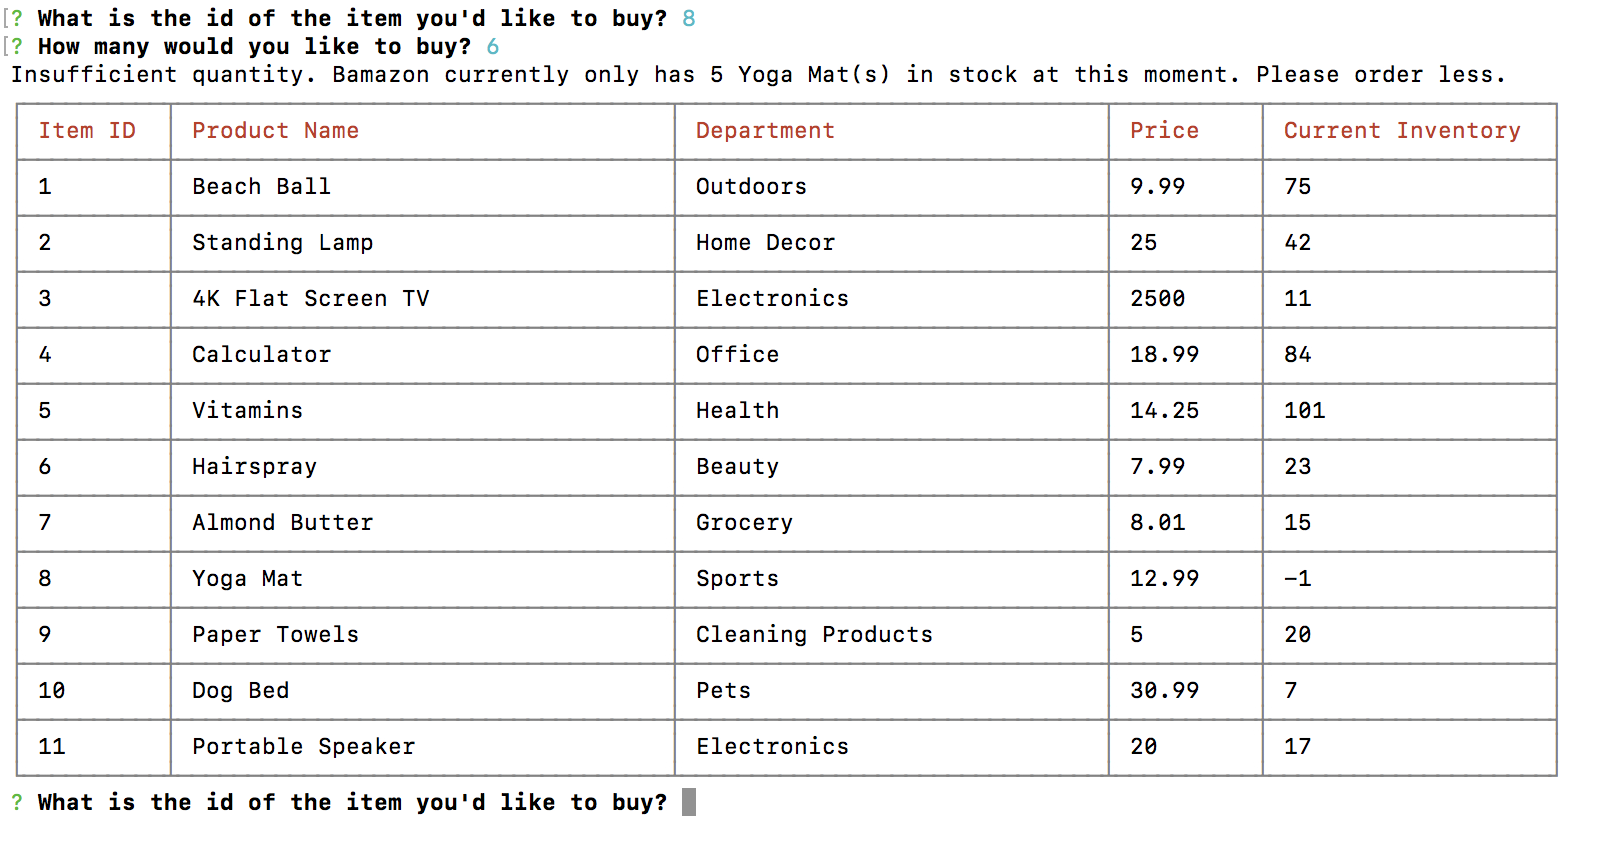 [? What is the id of the item you'd like to buy? 8
[? How many would you like to buy? 6
Insufficient quantity. Bamazon currently only has 5 Yoga Mat(s) in stock at this moment. Please order less.
Item ID Product Name Department Price Current Inventory
1 Beach Ball Outdoors 9.99 75
2 Standing Lamp Home Decor 25 42
3 4K Flat Screen TV Electronics 2500 11
4 Calculator Office 18.99 84
5 Vitamins Health 14.25 101
6 Hairspray Beauty 7.99 23
7 Almond Butter Grocery 8.01 15
8 Yoga Mat Sports 12.99 -1
9 Paper Towels Cleaning Products 5 20
10 Dog Bed Pets 30.99 7
11 Portable Speaker Electronics 20 17
? What is the id of the item you'd like to buy?